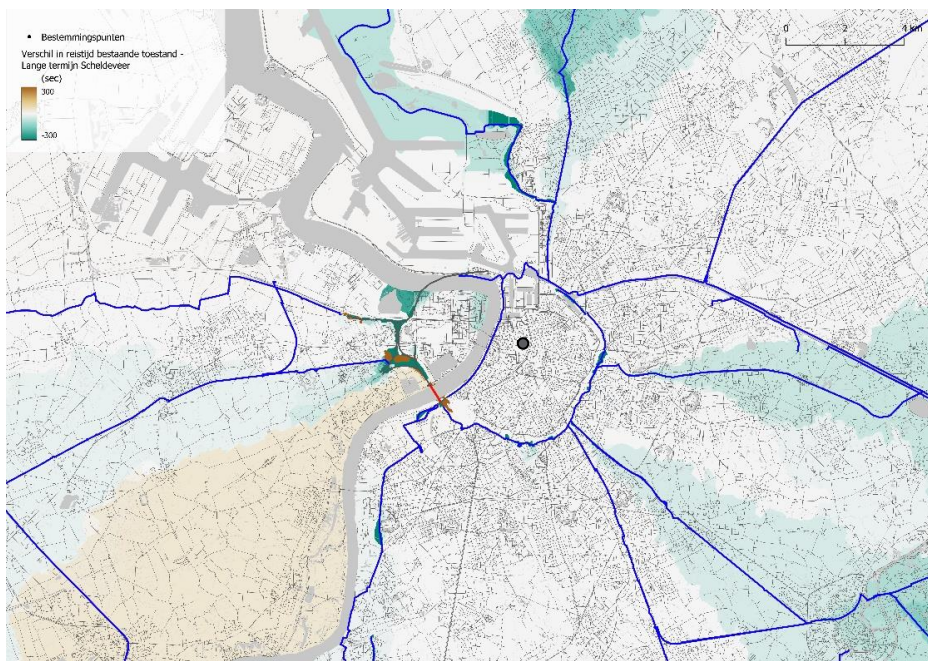 Bestemmingspunten
Verschil in reistijd bestaande toestand -
Lange termijn Scheldeveer
(sec)
300
-300
0
2
4 km